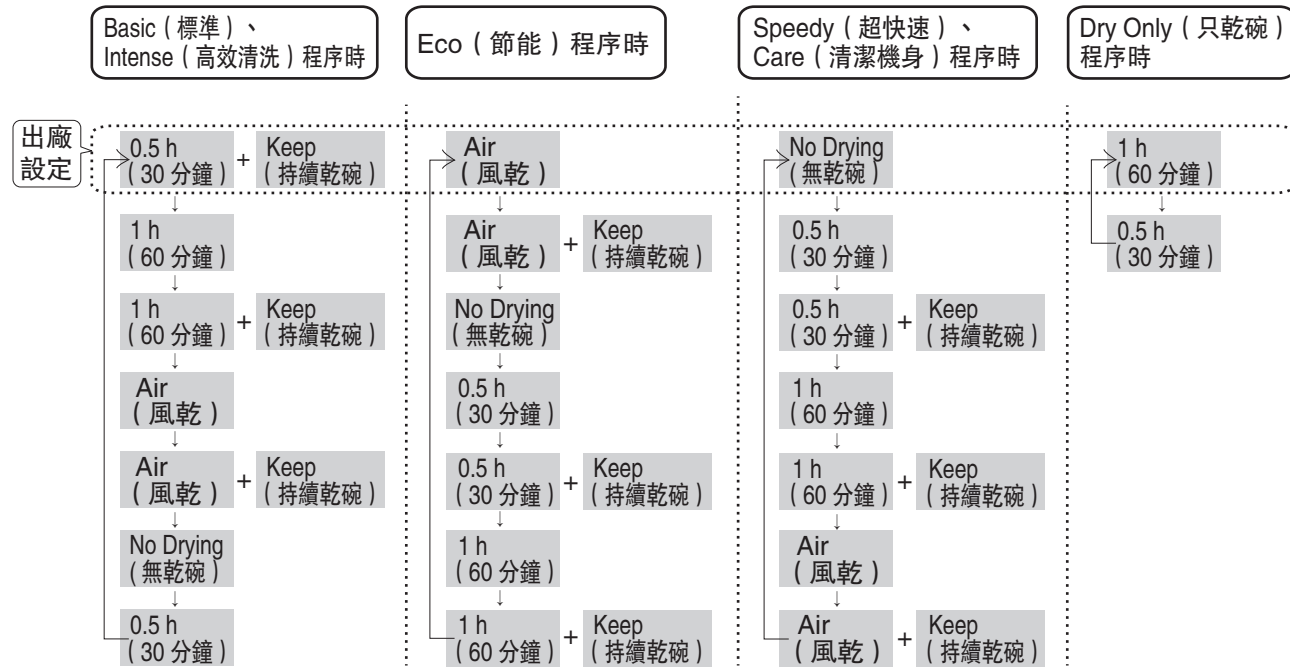 Basic（標準）、
Intense（高效清洗）程序時
Eco（節能）程序時
Speedy（超快速）、
Care（清潔機身）程序時
Dry Only（只乾碗）
程序時
出廠
設定
0.5 h
（30 分鐘）
+
Keep
（持續乾碗）
1 h
（60 分鐘）
1 h
（60 分鐘）
+
Keep
（持續乾碗）
Air
（風乾）
Air
（風乾）
+
Keep
（持續乾碗）
No Drying
（無乾碗）
0.5 h
（30 分鐘）
Air
（風乾）
Air
（風乾）
+
Keep
（持續乾碗）
No Drying
（無乾碗）
0.5 h
（30 分鐘）
0.5 h
（30 分鐘）
+
Keep
（持續乾碗）
1 h
（60 分鐘）
1 h
（60 分鐘）
+
Keep
（持續乾碗）
No Drying
（無乾碗）
0.5 h
（30 分鐘）
0.5 h
（30 分鐘）
+
Keep
（持續乾碗）
1 h
（60 分鐘）
1 h
（60 分鐘）
+
Keep
（持續乾碗）
Air
（風乾）
Air
（風乾）
+
Keep
（持續乾碗）
1 h
（60 分鐘）
0.5 h
（30 分鐘）